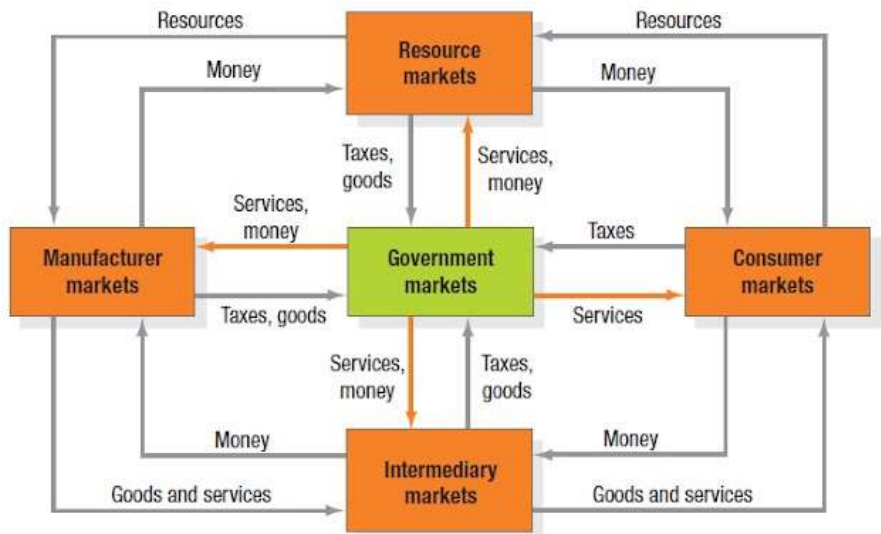 Resources
Resources
Resource
markets
Money
Money
Taxes,
goods
Services,
money
Services,
money
Taxes
Manufacturer
markets
Government
markets
Consumer
markets
Taxes, goods
Services
Services,
money
Taxes,
goods
Money
Money
Intermediary
markets
Goods and services
Goods and services